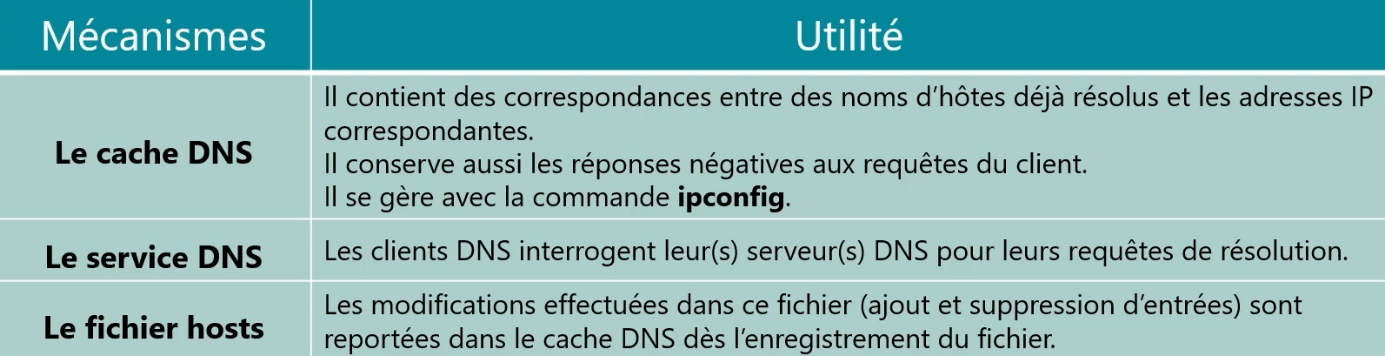 Mécanismes
Utilité
Le cache DNS
Il contient des correspondances entre des noms d'hôtes déjà résolus et les adresses IP
correspondantes.
Il conserve aussi les réponses négatives aux requêtes du client.
Il se gère avec la commande ipconfig.
Le service DNS
Les clients DNS interrogent leur(s) serveur(s) DNS pour leurs requêtes de résolution.
Le fichier hosts
Les modifications effectuées dans ce fichier (ajout et suppression d'entrées) sont
reportées dans le cache DNS dès l'enregistrement du fichier.